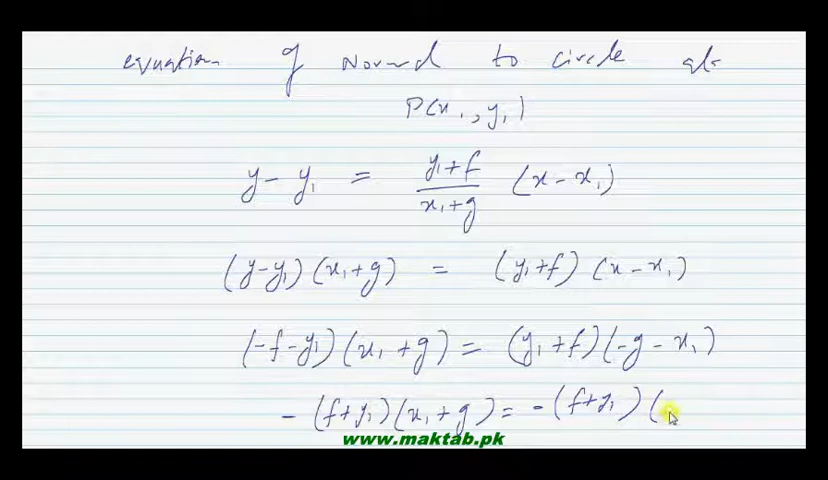 equation of Normal to circle at
P(x₁, y₁)
y - y₁ = (y₁+f)/(x₁+g) (x - x₁)
(y-y₁)(x₁+g) = (y₁+f)(x-x₁)
(-f-y₁)(x₁+g) = (y₁+f)(-g-x₁)
-(f+y₁)(x₁+g) = -(f+y₁)(
www.maktab.pk